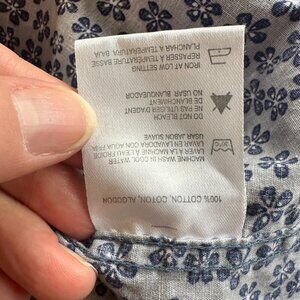 100% COTTON, COTTON, ALGODON
MACHINE WASH IN COOL WATER
LAVER A LA MACHINE A L'EAU FROIDE
LAVAR EN LAVADORA CON AGUA FRIA
USAR JABON SUAVE
DO NOT BLEACH
PAS UTILISER D'AGENT
DE BLANCHIMENT
NO USAR BLANQUEADOR
IRON AT LOW SETTING
REPASSER A TEMPERATURE BASSE
PLANCHAR A TEMPERATURA BAJA